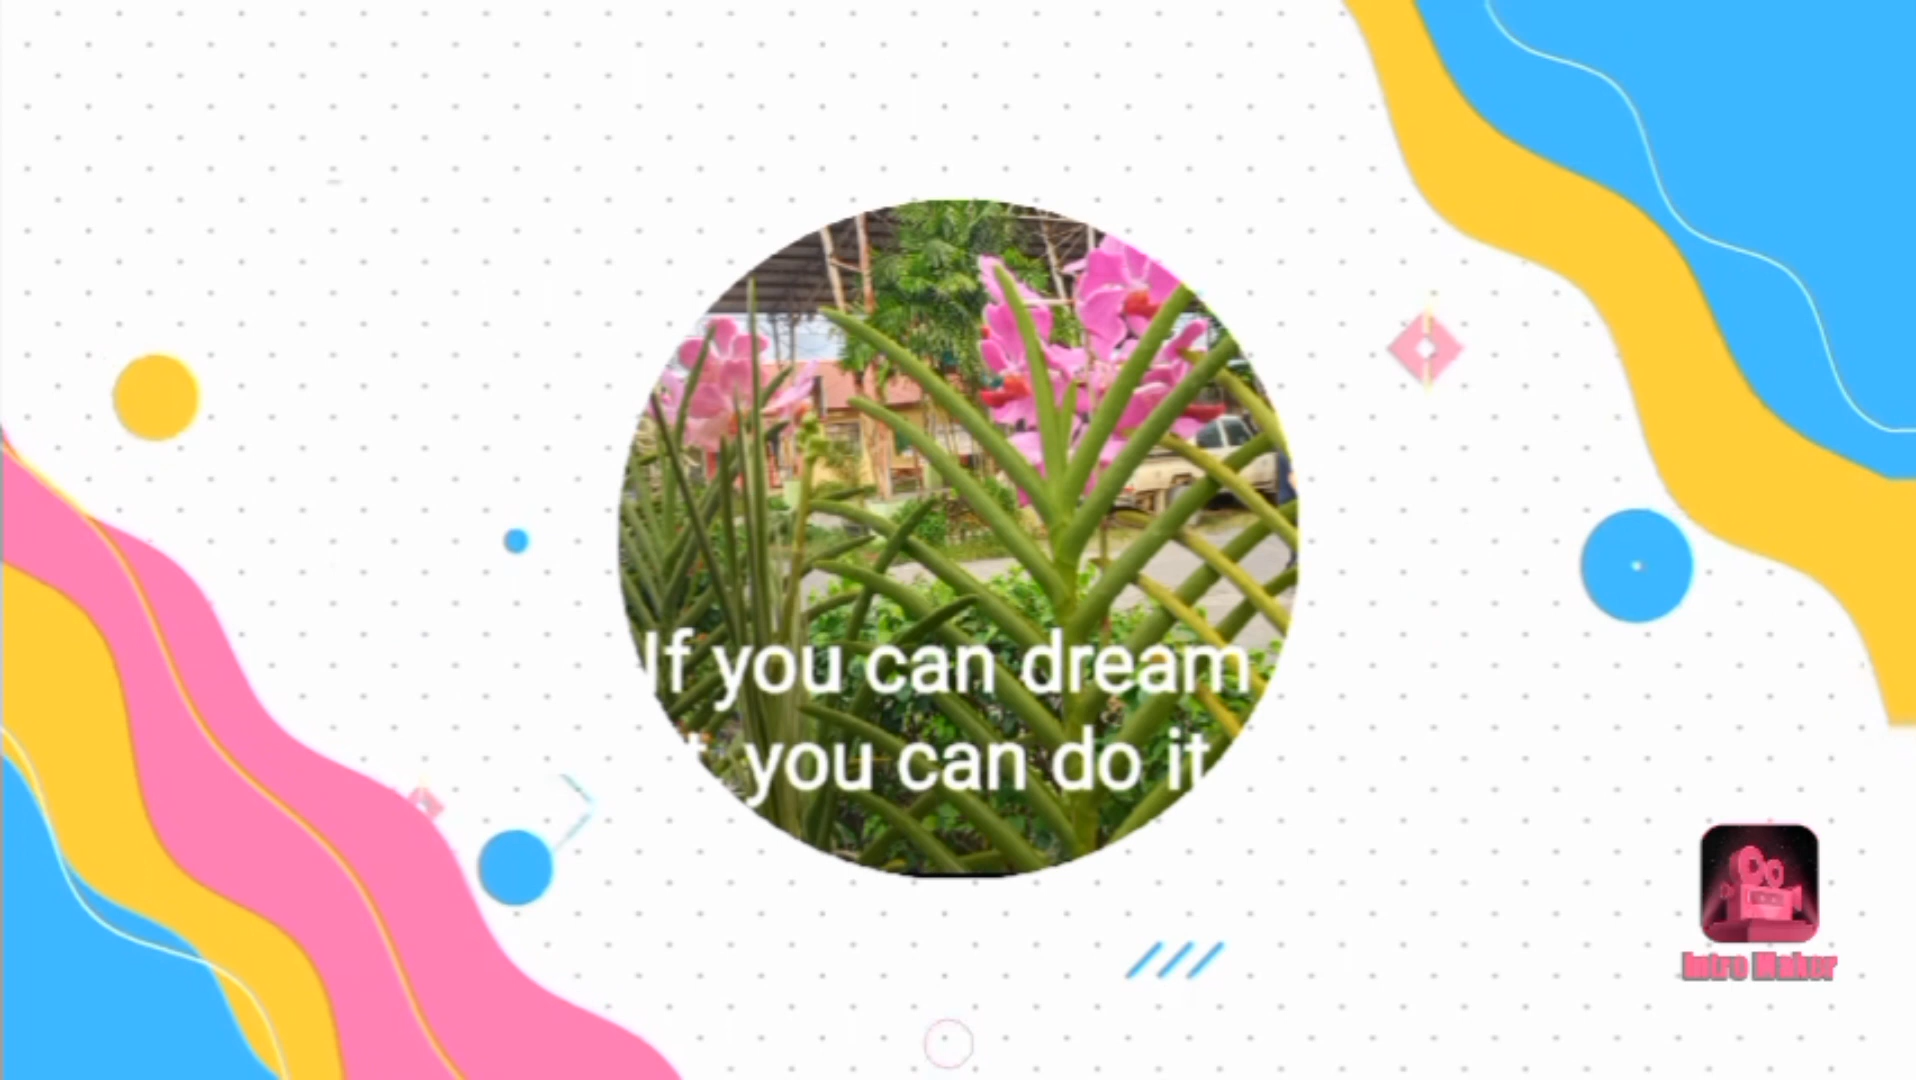 If you can dream
t, you can do it
Intro Maker